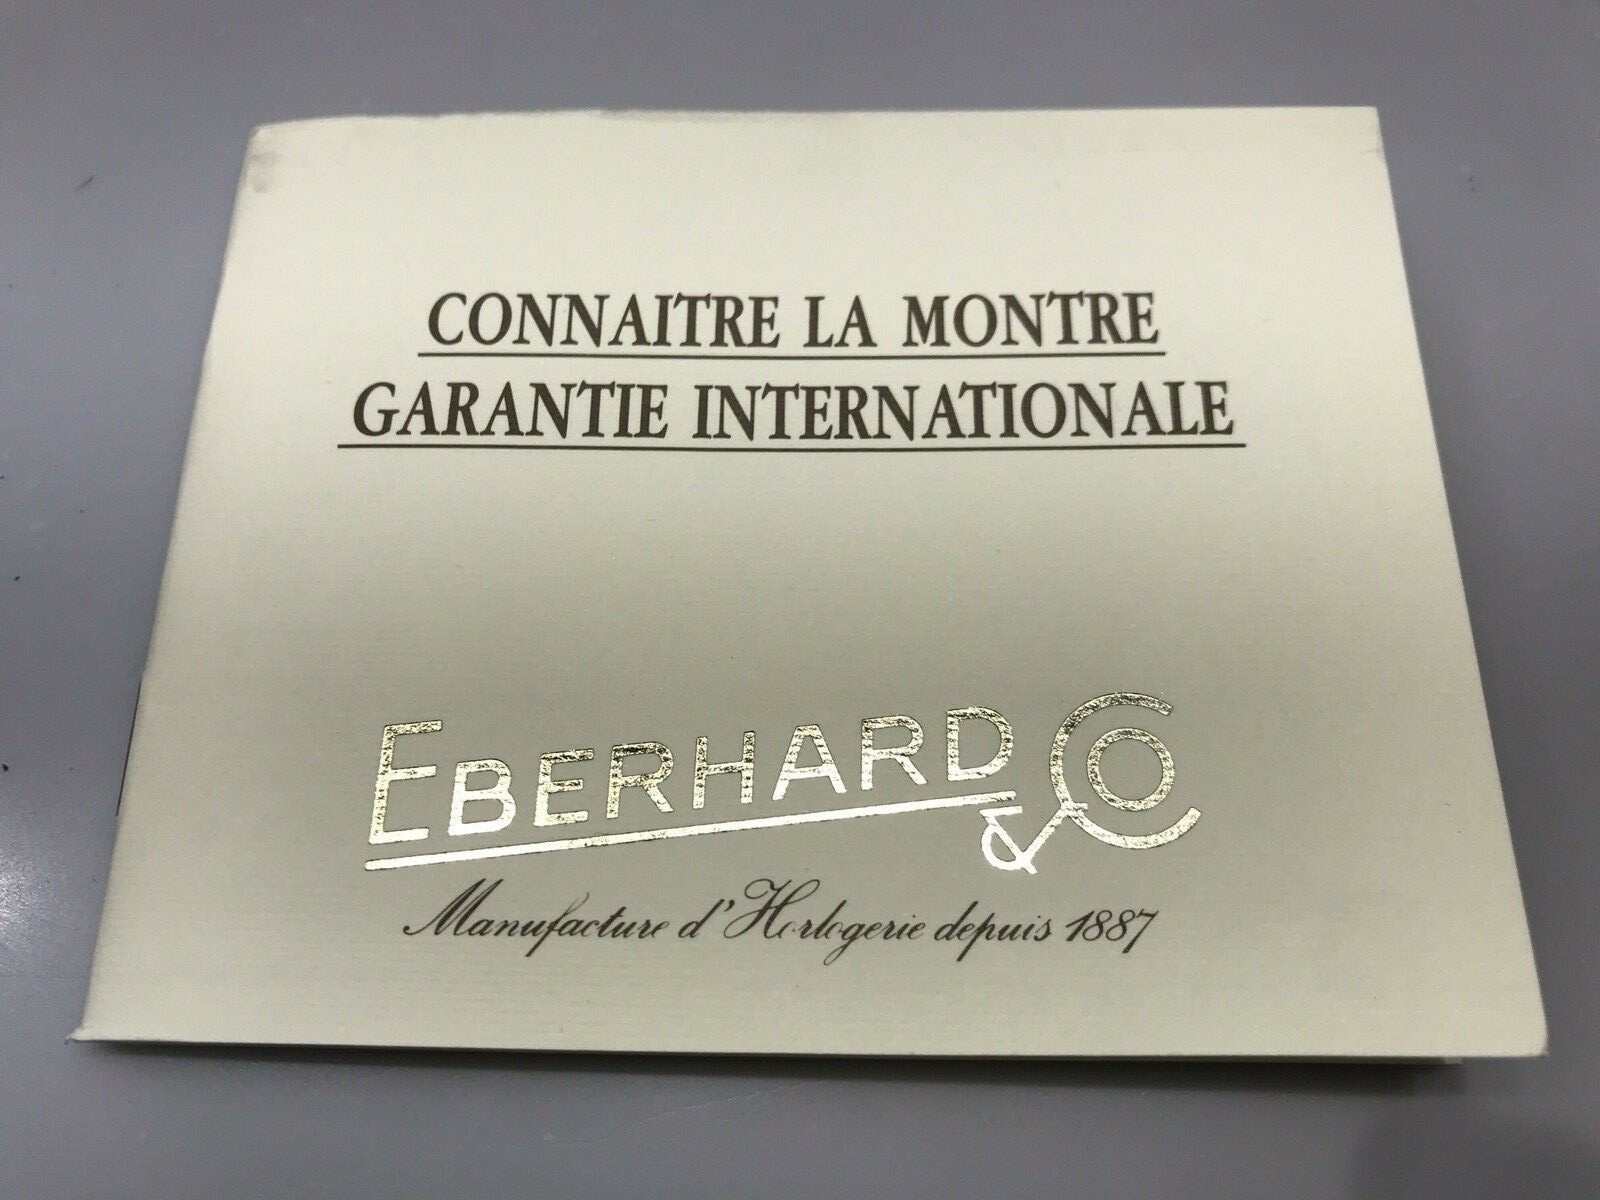 CONNAITRE LA MONTRE
GARANTIE INTERNATIONALE
EBERHARD & CO
Manufacture d'Horlogerie depuis 1887